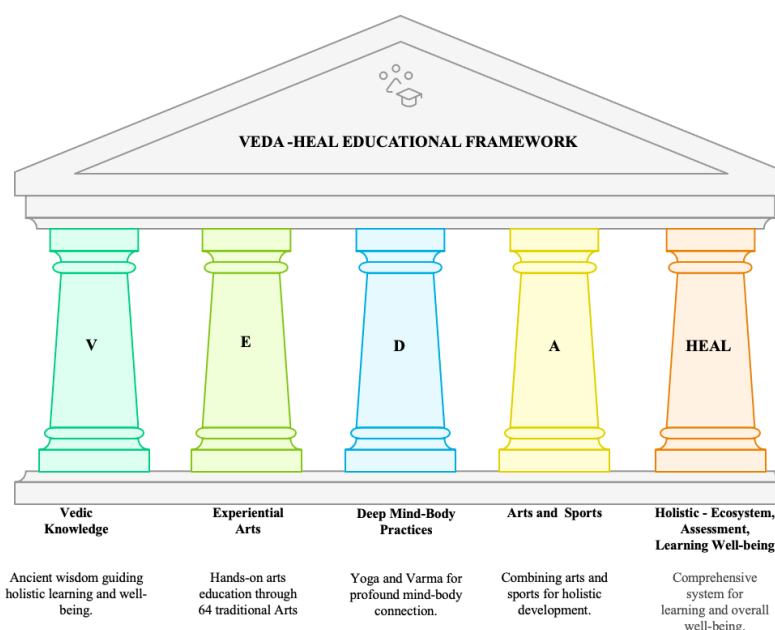 VEDA -HEAL EDUCATIONAL FRAMEWORK
V
E
D
A
HEAL
Vedic
Knowledge
Experiential
Arts
Deep Mind-Body
Practices
Arts and Sports
Holistic - Ecosystem,
Assessment,
Learning Well-being
Ancient wisdom guiding
holistic learning and well-
being.
Hands-on arts
education through
64 traditional Arts
Yoga and Varma for
profound mind-body
connection.
Combining arts and
sports for holistic
development.
Comprehensive
system for
learning and overall
well-being.